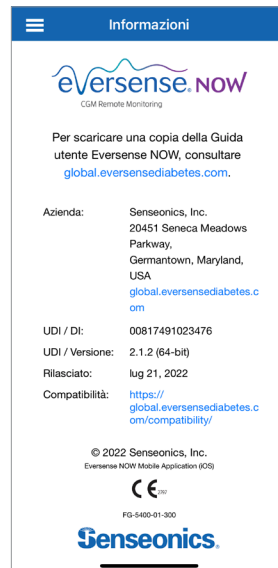 Informazioni
eversense. NOW
CGM Remote Monitoring
Per scaricare una copia della Guida
utente Eversense NOW, consultare
global.eversensediabetes.com.
Azienda: Senseonics, Inc.
20451 Seneca Meadows
Parkway,
Germantown, Maryland,
USA
global.eversensediabetes.c
om
UDI / DI: 00817491023476
UDI / Versione: 2.1.2 (64-bit)
Rilasciato: lug 21, 2022
Compatibilità: https://
global.eversensediabetes.c
om/compatibility/
© 2022 Senseonics, Inc.
Eversense NOW Mobile Application (iOS)
CE 2797
FG-5400-01-300
Senseonics.